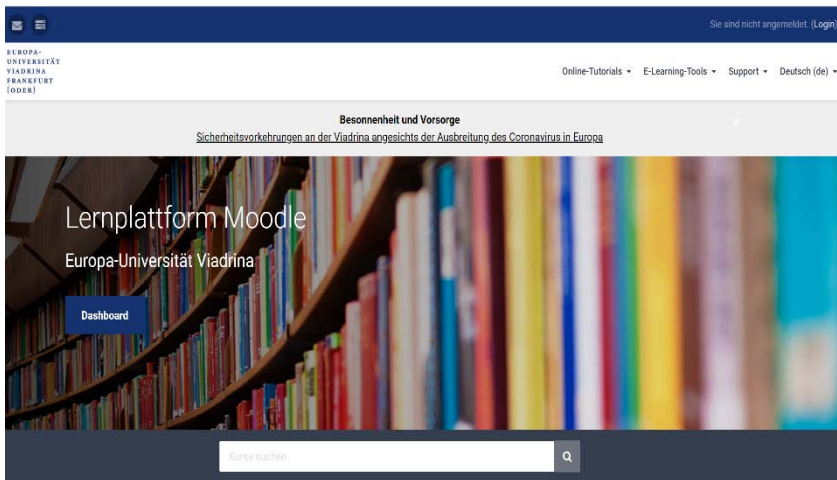 Sie sind nicht angemeldet. (Login)
EUROPA-
UNIVERSITÄT
VIADRINA
FRANKFURT
(ODER)
Online-Tutorials
E-Learning-Tools
Support
Deutsch (de)
Besonnenheit und Vorsorge
Sicherheitsvorkehrungen an der Viadrina angesichts der Ausbreitung des Coronavirus in Europa
Lernplattform Moodle
Europa-Universität Viadrina
Dashboard
Kurse suchen